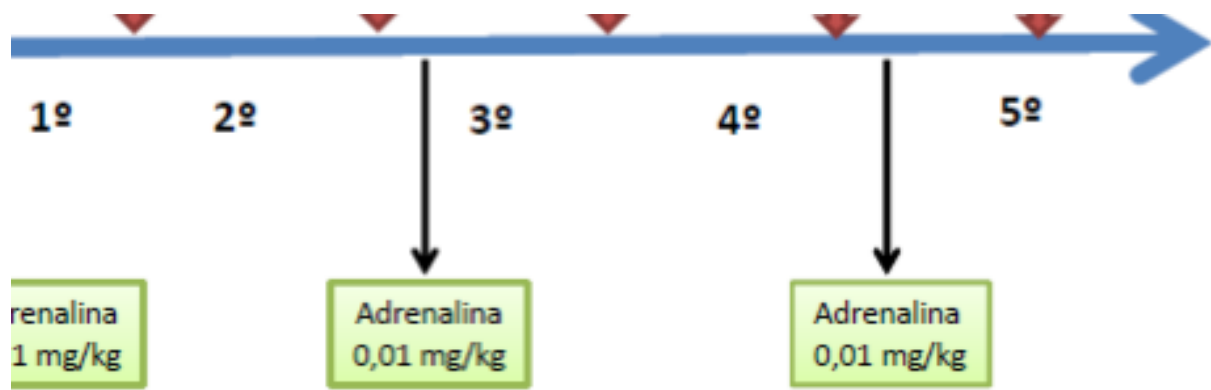 1º 2º 3º 4º 5º
renalina
1 mg/kg
Adrenalina
0,01 mg/kg
Adrenalina
0,01 mg/kg